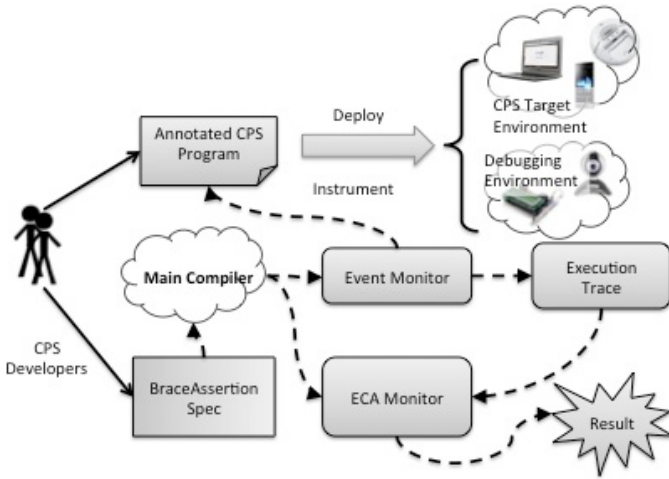 Annotated CPS
Program
Deploy
Instrument
CPS Target
Environment
Debugging
Environment
Main Compiler
Event Monitor
Execution
Trace
CPS
Developers
BraceAssertion
Spec
ECA Monitor
Result